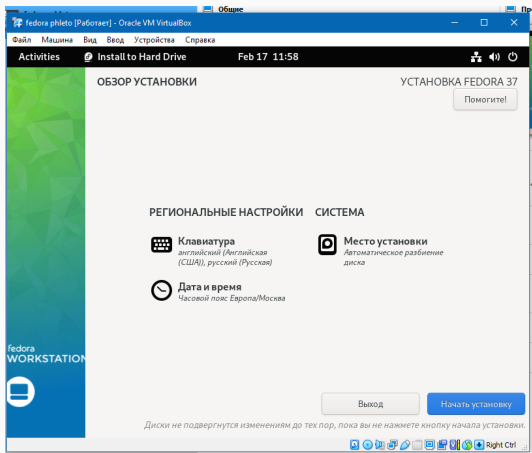 Общие
fedora phleto [Работает] - Oracle VM VirtualBox
Файл Машина Вид Ввод Устройства Справка
Activities Install to Hard Drive Feb 17 11:58
ОБЗОР УСТАНОВКИ
УСТАНОВКА FEDORA 37
Помогите!
РЕГИОНАЛЬНЫЕ НАСТРОЙКИ
СИСТЕМА
Клавиатура
английский (Английская
(США)), русский (Русская)
Место установки
Автоматическое разбиение
диска
Дата и время
Часовой пояс Европа/Москва
fedora
WORKSTATION
Выход
Начать установку
Диски не подвергнутся изменениям до тех пор, пока вы не нажмете кнопку начала установки.
Right Ctrl